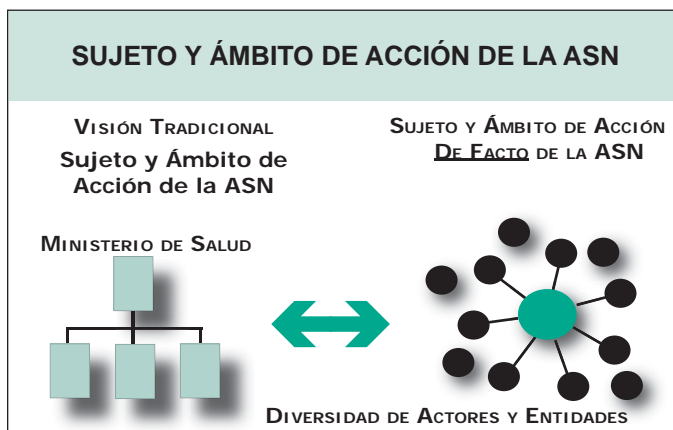 SUJETO Y ÁMBITO DE ACCIÓN DE LA ASN
VISIÓN TRADICIONAL
Sujeto y Ámbito de
Acción de la ASN
SUJETO Y ÁMBITO DE ACCIÓN
DE FACTO DE LA ASN
MINISTERIO DE SALUD
DIVERSIDAD DE ACTORES Y ENTIDADES